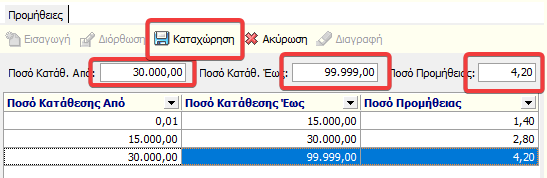 Προμήθειες
Εισαγωγή Διόρθωση Καταχώρηση Ακύρωση Διαγραφή
Ποσό Κατάθ. Από: 30.000,00 Ποσό Κατάθ. Έως: 99.999,00 Ποσό Προμήθειας: 4,20
Ποσό Κατάθεσης Από Ποσό Κατάθεσης Έως Ποσό Προμήθειας
0,01 15.000,00 1,40
15.000,00 30.000,00 2,80
30.000,00 99.999,00 4,20